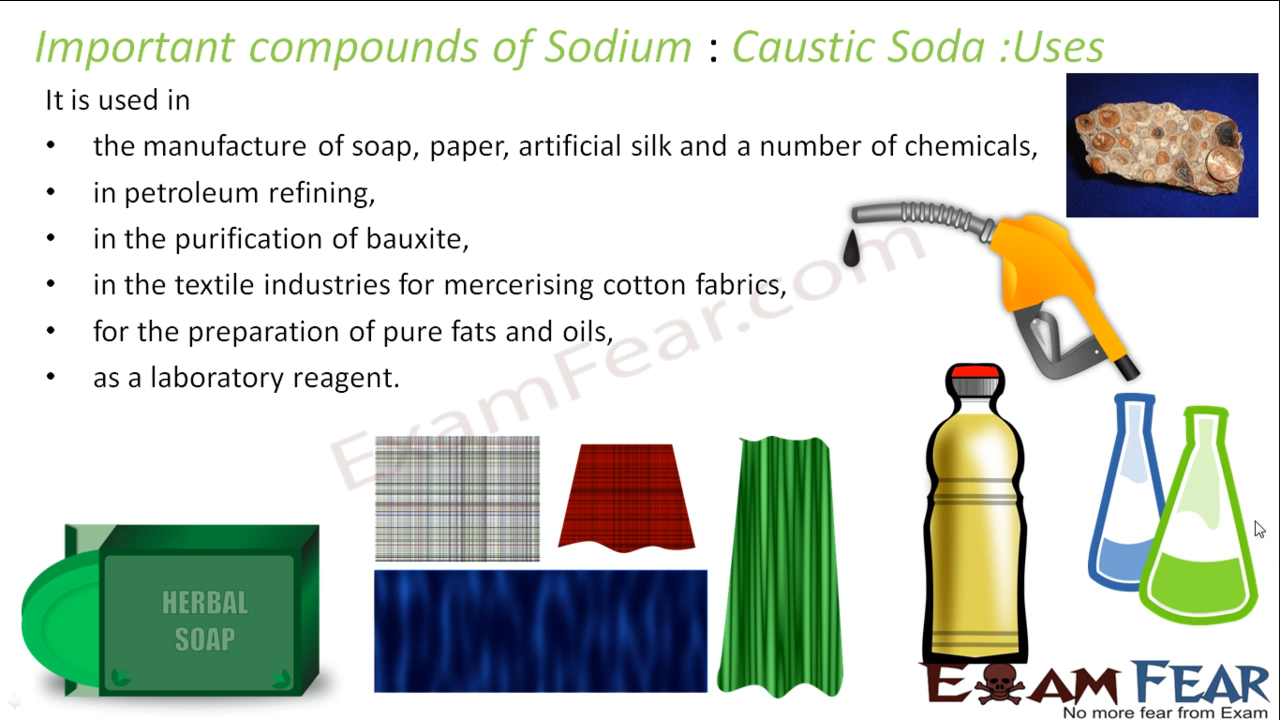 Important compounds of Sodium : Caustic Soda :Uses
It is used in
• the manufacture of soap, paper, artificial silk and a number of chemicals,
• in petroleum refining,
• in the purification of bauxite,
• in the textile industries for mercerising cotton fabrics,
• for the preparation of pure fats and oils,
• as a laboratory reagent.
ExamFear.com
HERBAL
SOAP
EXAM FEAR
No more fear from Exam